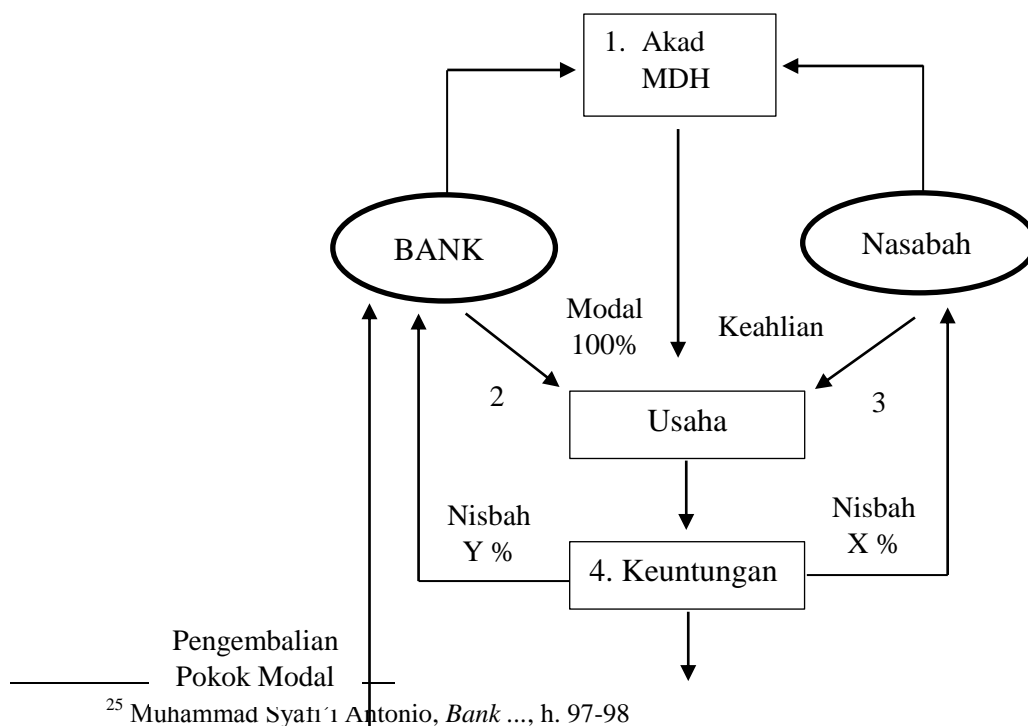 1. Akad
MDH
BANK
Nasabah
Modal
100%
Keahlian
2
3
Usaha
Nisbah
Y %
Nisbah
X %
4. Keuntungan
Pengembalian
Pokok Modal
25 Muhammad Syafi’i Antonio, Bank ..., h. 97-98